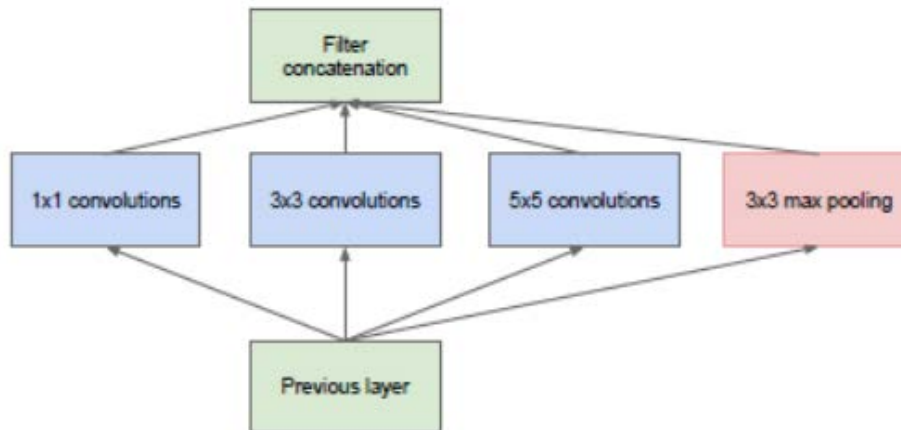 Filter
concatenation
1x1 convolutions
3x3 convolutions
5x5 convolutions
3x3 max pooling
Previous layer